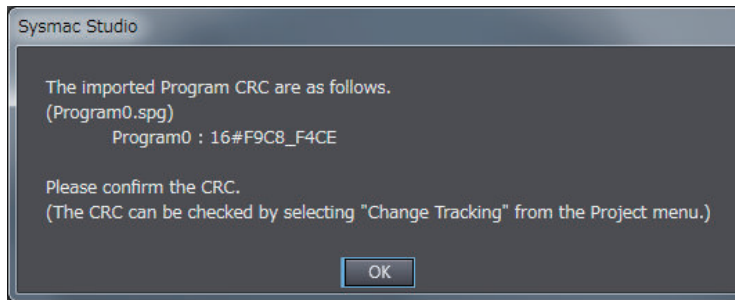 Sysmac Studio
The imported Program CRC are as follows.
(Program0.spg)
Program0 : 16#F9C8_F4CE
Please confirm the CRC.
(The CRC can be checked by selecting "Change Tracking" from the Project menu.)
OK